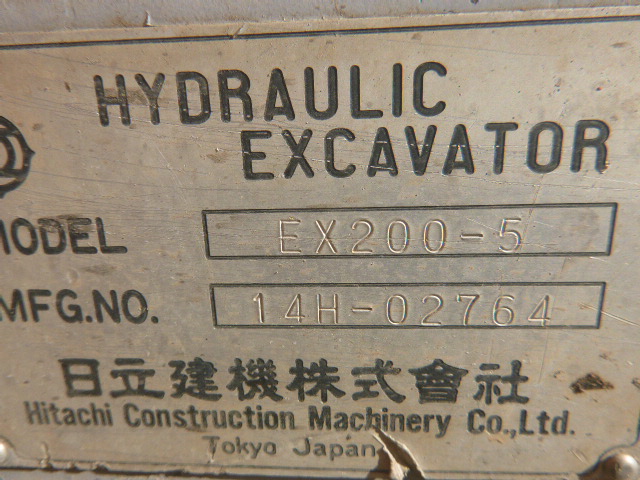 HYDRAULIC
EXCAVATOR
MODEL EX200-5
MFG.NO. 14H-02764
日立建機株式會社
Hitachi Construction Machinery Co.,Ltd.
Tokyo Japan